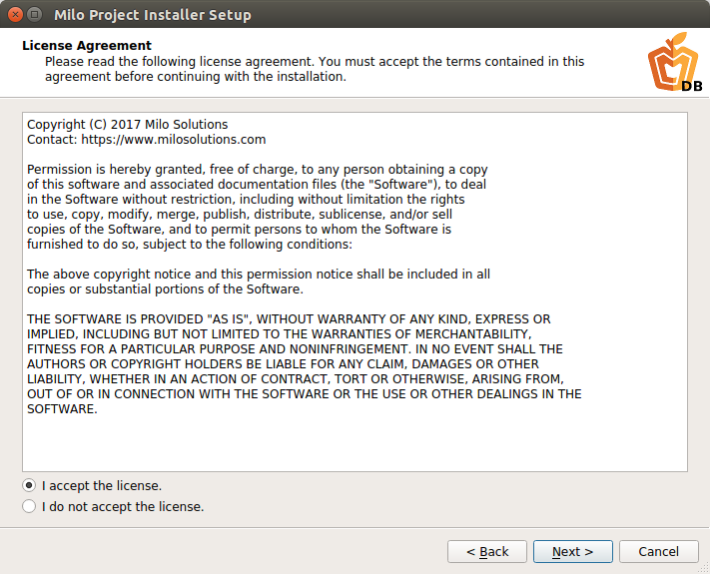 Milo Project Installer Setup
License Agreement
Please read the following license agreement. You must accept the terms contained in this
agreement before continuing with the installation.
DB
Copyright (C) 2017 Milo Solutions
Contact: https://www.milosolutions.com
Permission is hereby granted, free of charge, to any person obtaining a copy
of this software and associated documentation files (the "Software"), to deal
in the Software without restriction, including without limitation the rights
to use, copy, modify, merge, publish, distribute, sublicense, and/or sell
copies of the Software, and to permit persons to whom the Software is
furnished to do so, subject to the following conditions:
The above copyright notice and this permission notice shall be included in all
copies or substantial portions of the Software.
THE SOFTWARE IS PROVIDED "AS IS", WITHOUT WARRANTY OF ANY KIND, EXPRESS OR
IMPLIED, INCLUDING BUT NOT LIMITED TO THE WARRANTIES OF MERCHANTABILITY,
FITNESS FOR A PARTICULAR PURPOSE AND NONINFRINGEMENT. IN NO EVENT SHALL THE
AUTHORS OR COPYRIGHT HOLDERS BE LIABLE FOR ANY CLAIM, DAMAGES OR OTHER
LIABILITY, WHETHER IN AN ACTION OF CONTRACT, TORT OR OTHERWISE, ARISING FROM,
OUT OF OR IN CONNECTION WITH THE SOFTWARE OR THE USE OR OTHER DEALINGS IN THE
SOFTWARE.
I accept the license.
I do not accept the license.
< Back Next > Cancel